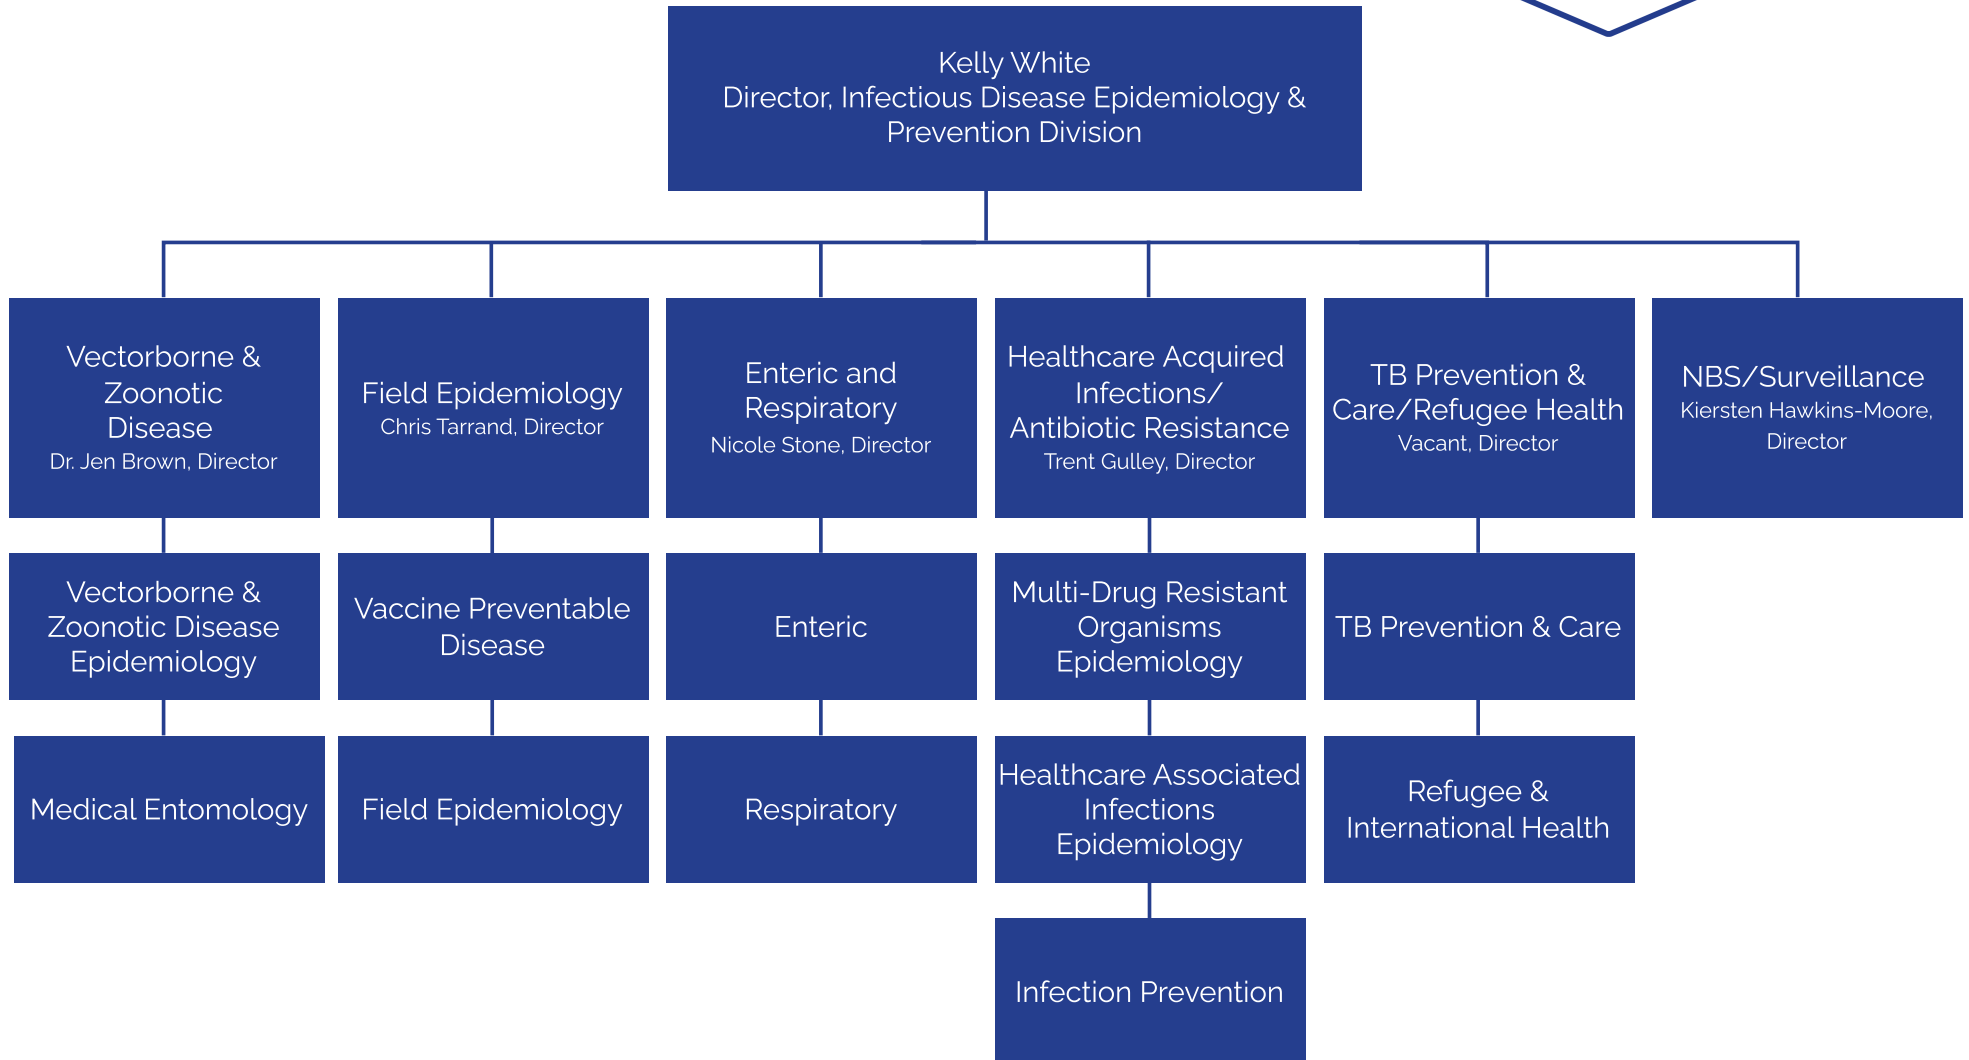 Kelly White
Director, Infectious Disease Epidemiology &
Prevention Division
Vectorborne &
Zoonotic
Disease
Dr. Jen Brown, Director
Field Epidemiology
Chris Tarrand, Director
Enteric and
Respiratory
Nicole Stone, Director
Healthcare Acquired
Infections/
Antibiotic Resistance
Trent Gulley, Director
TB Prevention &
Care/Refugee Health
Vacant, Director
NBS/Surveillance
Kiersten Hawkins-Moore,
Director
Vectorborne &
Zoonotic Disease
Epidemiology
Vaccine Preventable
Disease
Enteric
Multi-Drug Resistant
Organisms
Epidemiology
TB Prevention & Care
Medical Entomology
Field Epidemiology
Respiratory
Healthcare Associated
Infections
Epidemiology
Refugee &
International Health
Infection Prevention